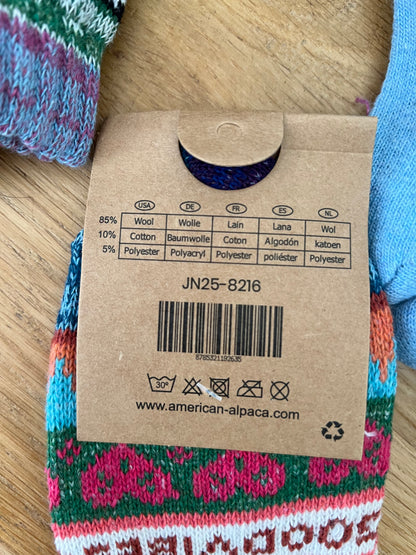 USA DE FR ES NL
85% Wool Wolle Lain Lana Wol
10% Cotton Baumwolle Coton Algodón katoen
5% Polyester Polyacryl Polyester poliéster Polyester
JN25-8216
8785321192635
30°
www.american-alpaca.com